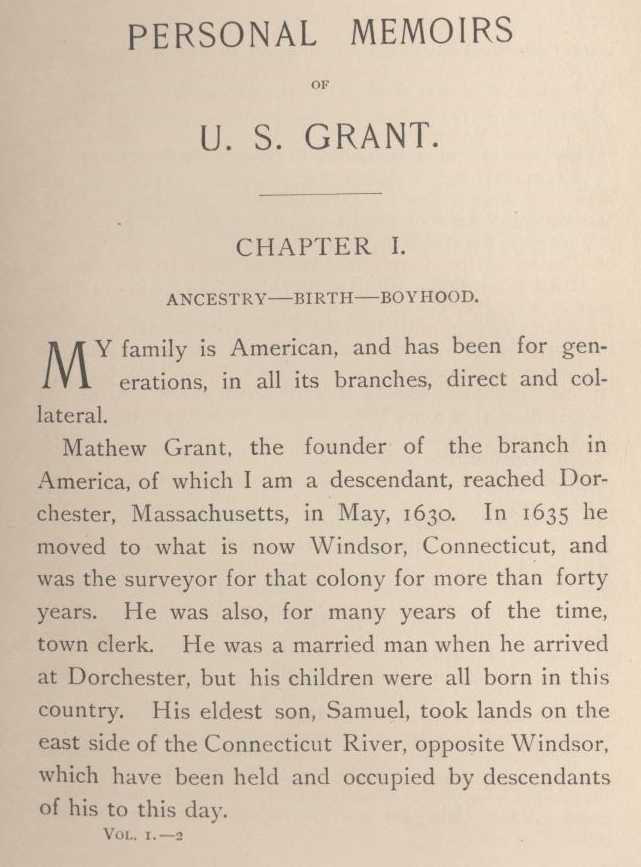 PERSONAL MEMOIRS
OF
U. S. GRANT.
CHAPTER I.
ANCESTRY—BIRTH—BOYHOOD.
MY family is American, and has been for gen-
erations, in all its branches, direct and col-
lateral.
Mathew Grant, the founder of the branch in
America, of which I am a descendant, reached Dor-
chester, Massachusetts, in May, 1630. In 1635 he
moved to what is now Windsor, Connecticut, and
was the surveyor for that colony for more than forty
years. He was also, for many years of the time,
town clerk. He was a married man when he arrived
at Dorchester, but his children were all born in this
country. His eldest son, Samuel, took lands on the
east side of the Connecticut River, opposite Windsor,
which have been held and occupied by descendants
of his to this day.
VOL. I.—2